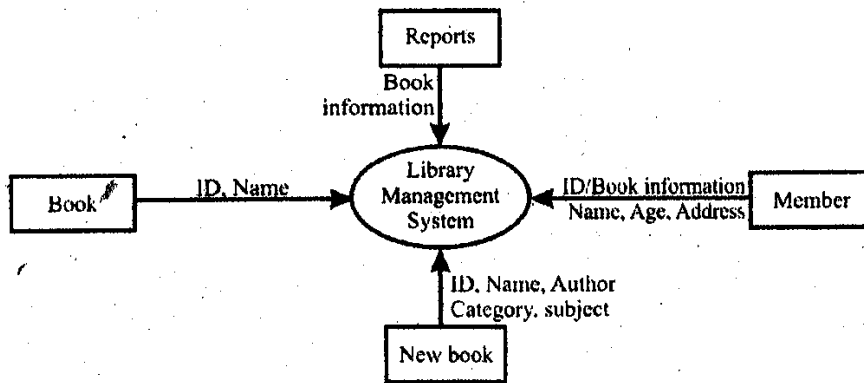 Reports
Book
information
Library
Management
System
Book
ID, Name
ID/Book information
Name, Age, Address
Member
ID, Name, Author
Category, subject
New book